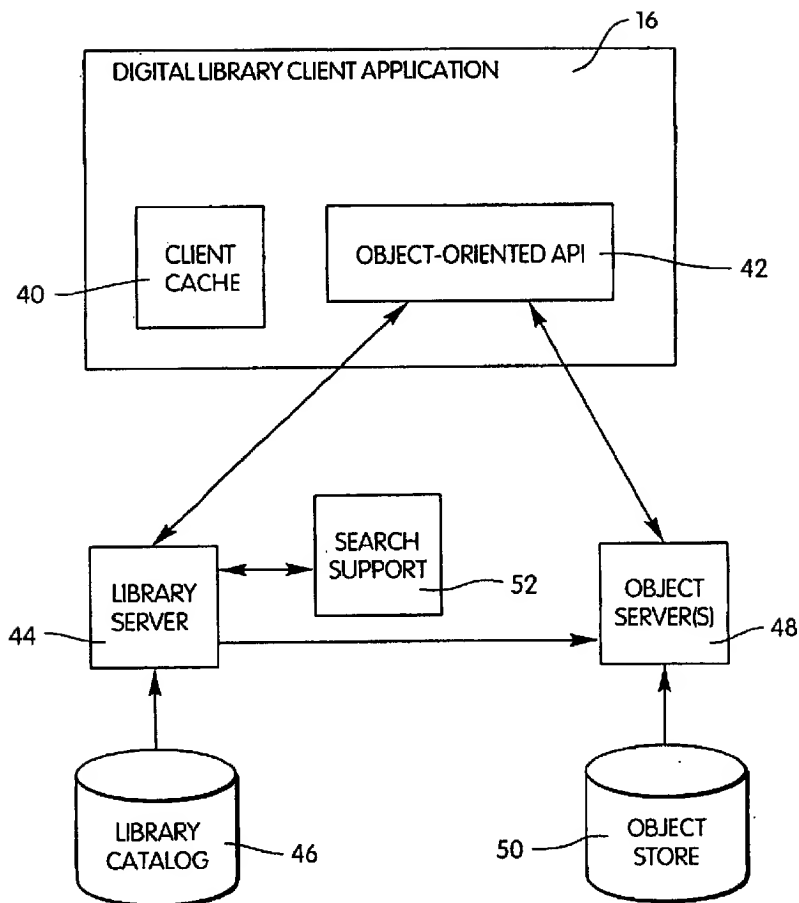 16
DIGITAL LIBRARY CLIENT APPLICATION
CLIENT
CACHE
40
OBJECT-ORIENTED API
42
SEARCH
SUPPORT
52
LIBRARY
SERVER
44
OBJECT
SERVER(S)
48
LIBRARY
CATALOG
46
50
OBJECT
STORE